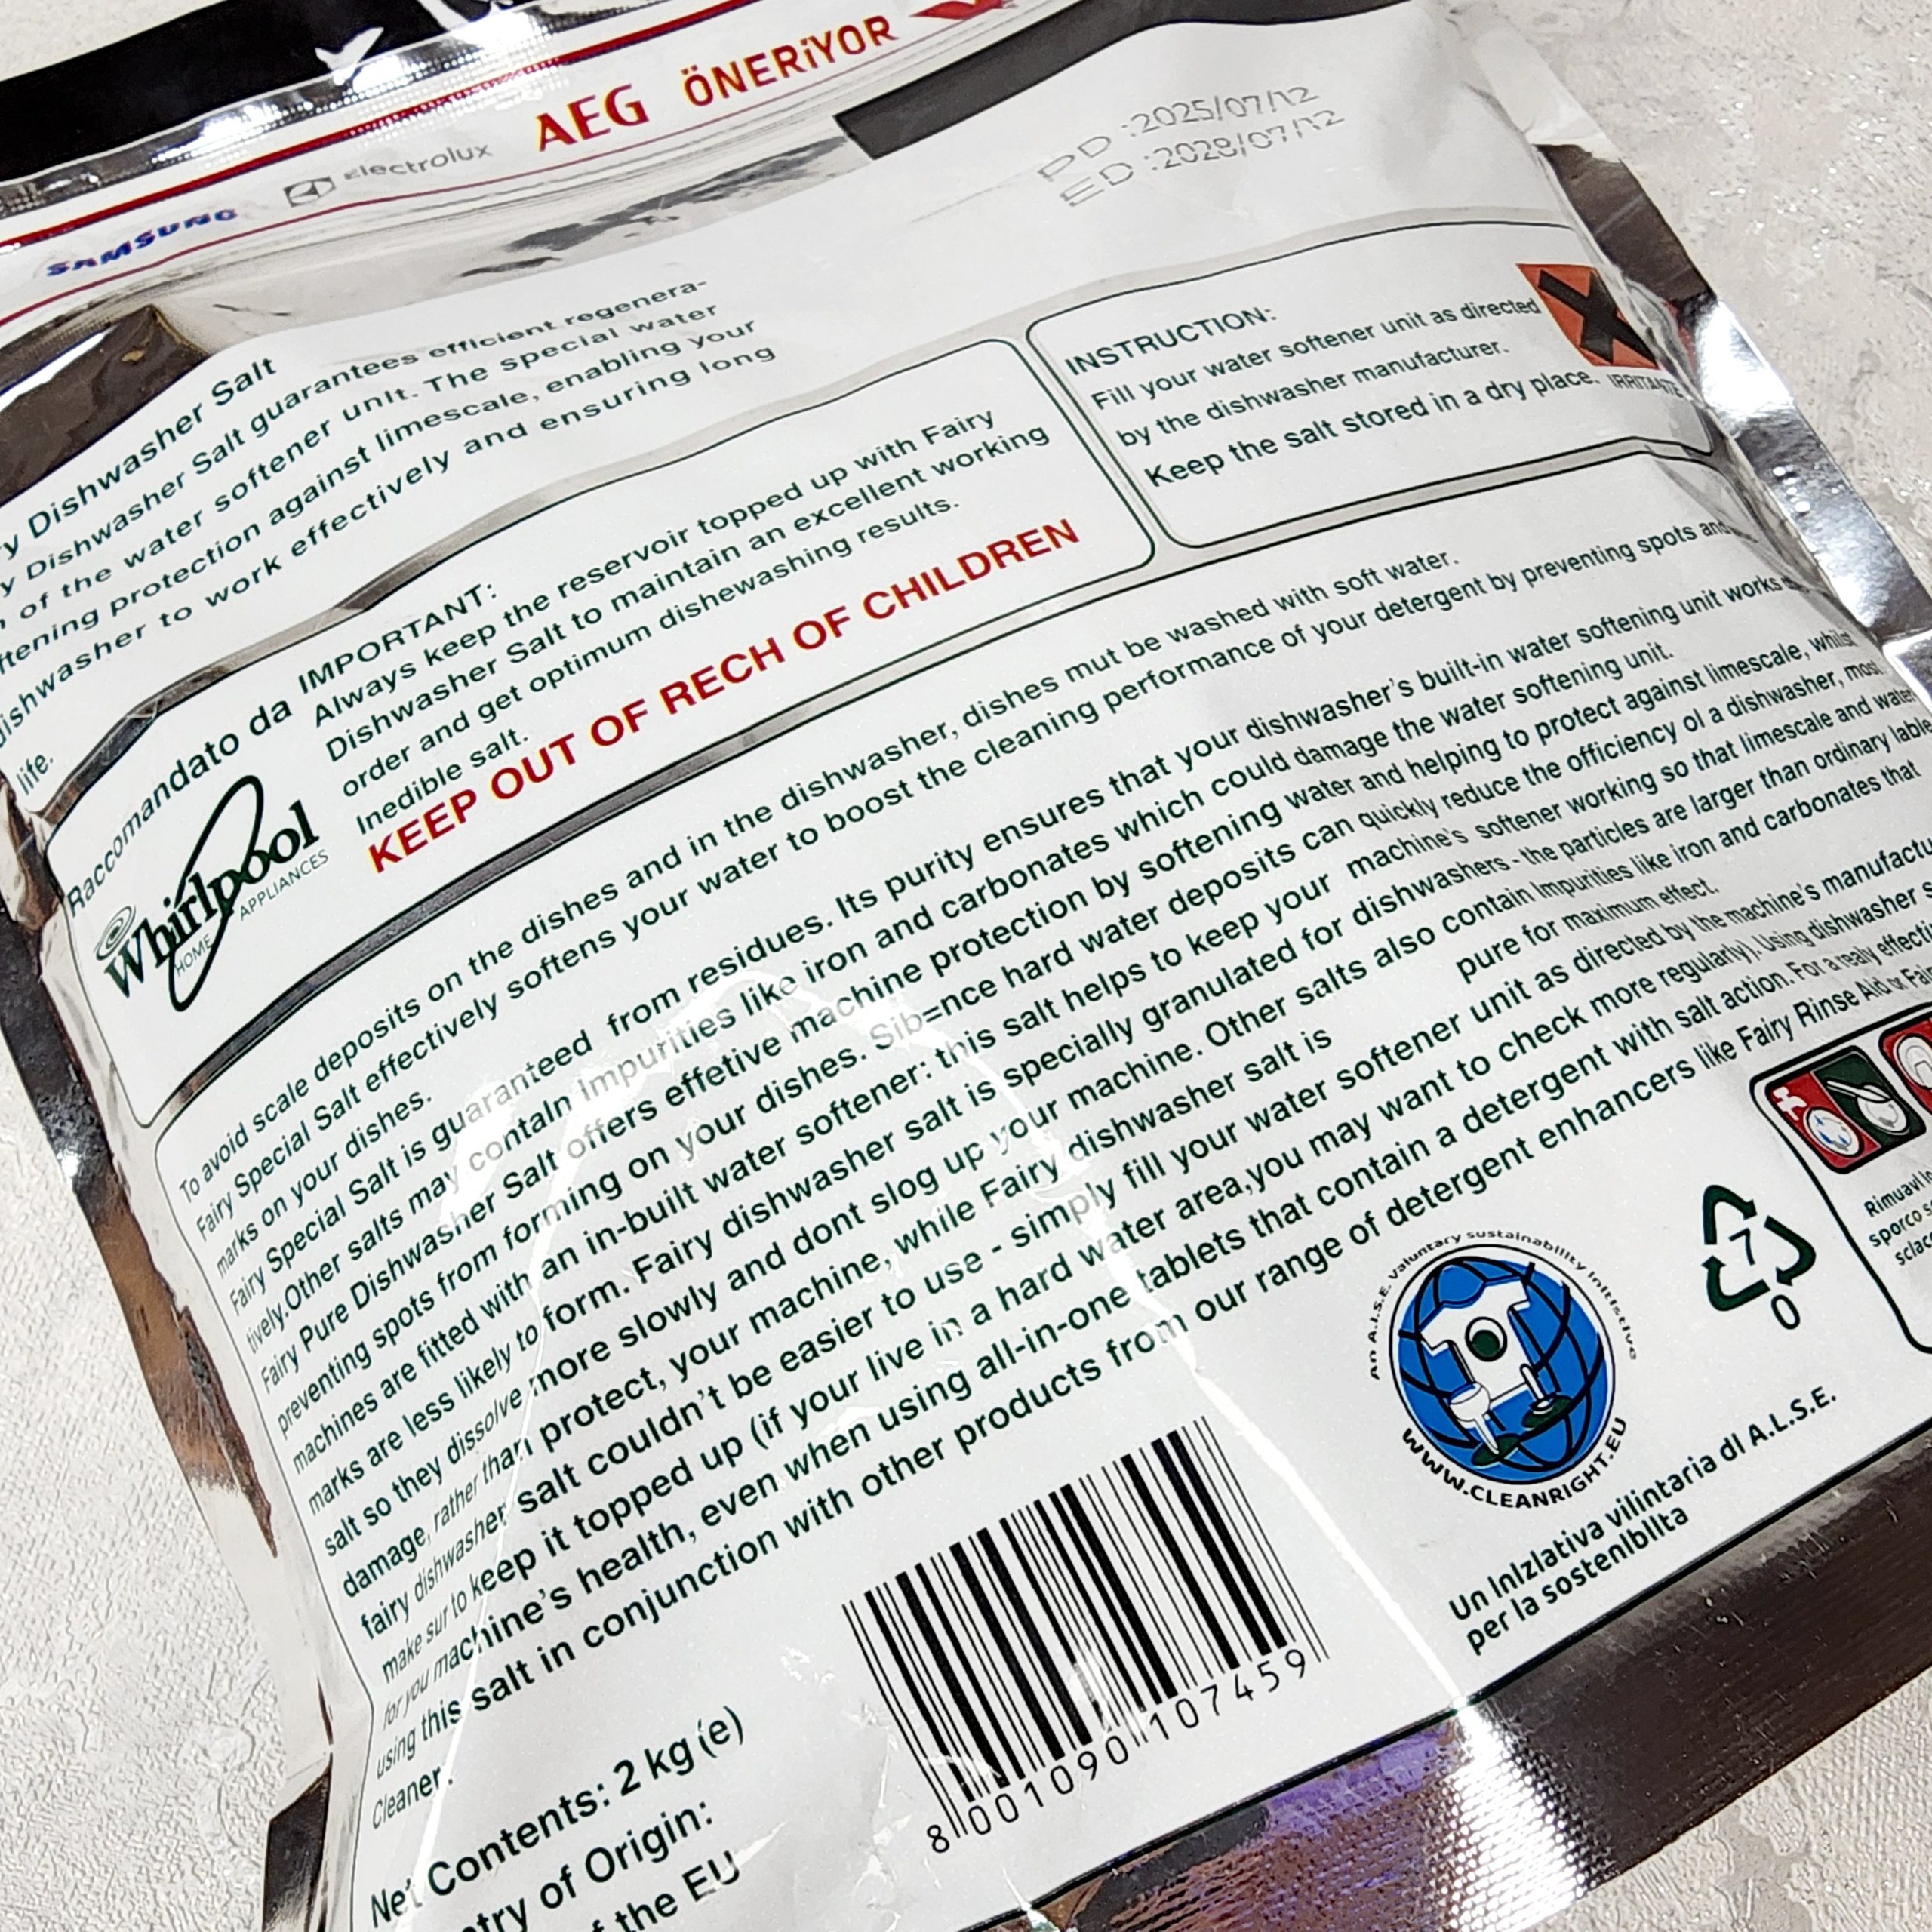 SAMSUNG
electrolux
AEG ÖNERiYOR
PD :2025/07/12
ED :2028/07/12
Dishwasher Salt
Dishwasher Salt guarantees efficient regenera-
of the water softener unit. The special water
protection against limescale, enabling your
to work effectively and ensuring long
life.
Raccomandato da
Whirlpool
HOME APPLIANCES
IMPORTANT:
Always keep the reservoir topped up with Fairy
Dishwasher Salt to maintain an excellent working
order and get optimum dishewashing results.
Inedible salt.
KEEP OUT OF RECH OF CHILDREN
INSTRUCTION:
Fill your water softener unit as directed
by the dishwasher manufacturer.
Keep the salt stored in a dry place.
IRRITANTE
To avoid scale deposits on the dishes and in the dishwasher, dishes mut be washed with soft water.
Fairy Special Salt effectively softens your water to boost the cleaning performance of your detergent by preventing spots and
marks on your dishes.
Fairy Special Salt is guaranteed from residues. Its purity ensures that your dishwasher's built-in water softening unit works
tively.Other salts may contain Impurities like iron and carbonates which could damage the water softening unit.
Fairy Pure Dishwasher Salt offers effetive machine protection by softening water and helping to protect against limescale, whilst
preventing spots from forming on your dishes. Sib=nce hard water deposits can quickly reduce the officiency ol a dishwasher, most
machines are fitted with an in-built water softener: this salt helps to keep your machine's softener working so that limescale and water
marks are less likely to form. Fairy dishwasher salt is specially granulated for dishwashers - the particles are larger than ordinary lable
salt so they dissolve more slowly and dont slog up your machine. Other salts also contain Impurities like iron and carbonates that
damage, rather than protect, your machine, while Fairy dishwasher salt is pure for maximum effect.
fairy dishwasher salt couldn't be easier to use - simply fill your water softener unit as directed by the machine's
make sur to keep it topped up (if your live in a hard water area,you may want to check more regularly). Using dishwasher
for you machine's health, even when using all-in-one tablets that contain a detergent with salt action. For a realy
using this salt in conjunction with other products from our range of detergent enhancers like Fairy Rinse Aid or
Cleaner.
Net Contents: 2 kg (e)
of Origin:
the EU
8 001090 107459
An A.I.S.E. voluntary sustainability initistive
WWW.CLEANRIGHT.EU
Un InIzlativa vilintaria dl A.L.S.E.
per la sostenlbllta
7
0
sporco